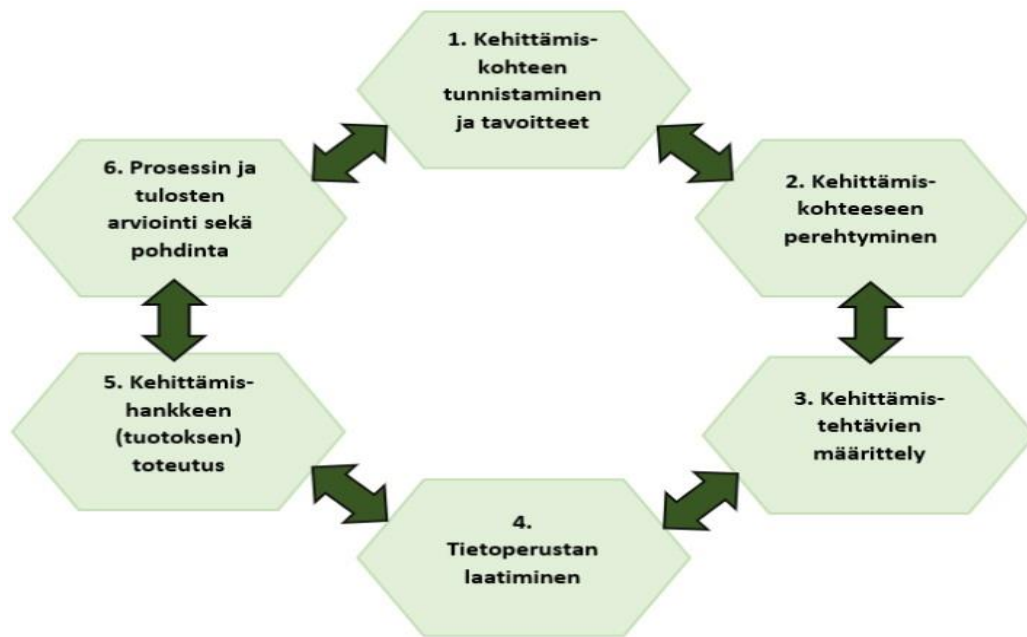 1. Kehittämis-
kohteen
tunnistaminen
ja tavoitteet
2. Kehittämis-
kohteeseen
perehtyminen
3. Kehittämis-
tehtävien
määrittely
4.
Tietoperustan
laatiminen
5. Kehittämis-
hankkeen
(tuotoksen)
toteutus
6. Prosessin ja
tulosten
arviointi sekä
pohdinta